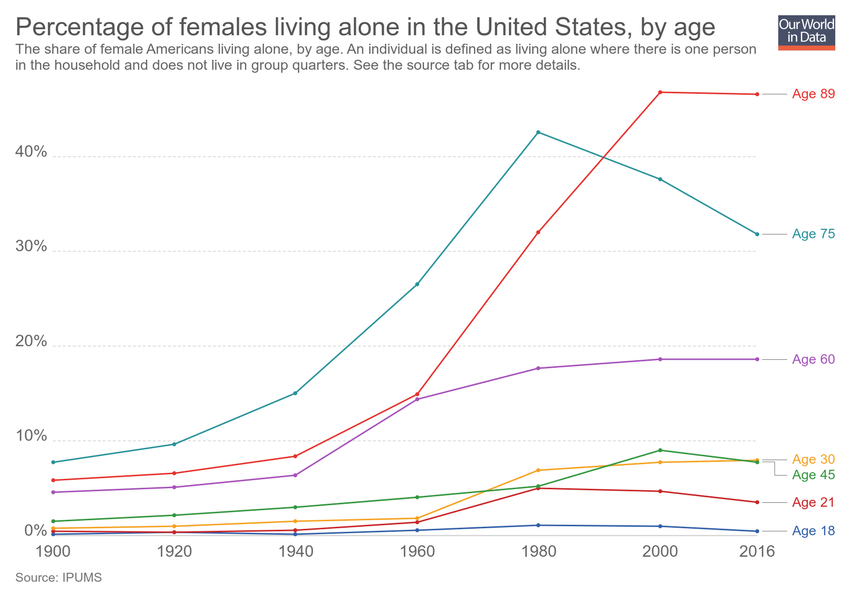 Percentage of females living alone in the United States, by age
The share of female Americans living alone, by age. An individual is defined as living alone where there is one person
in the household and does not live in group quarters. See the source tab for more details.
Our World
in Data
Age 89
40%
Age 75
30%
20%
Age 60
10%
Age 30
Age 45
Age 21
0%
Age 18
1900 1920 1940 1960 1980 2000 2016
Source: IPUMS